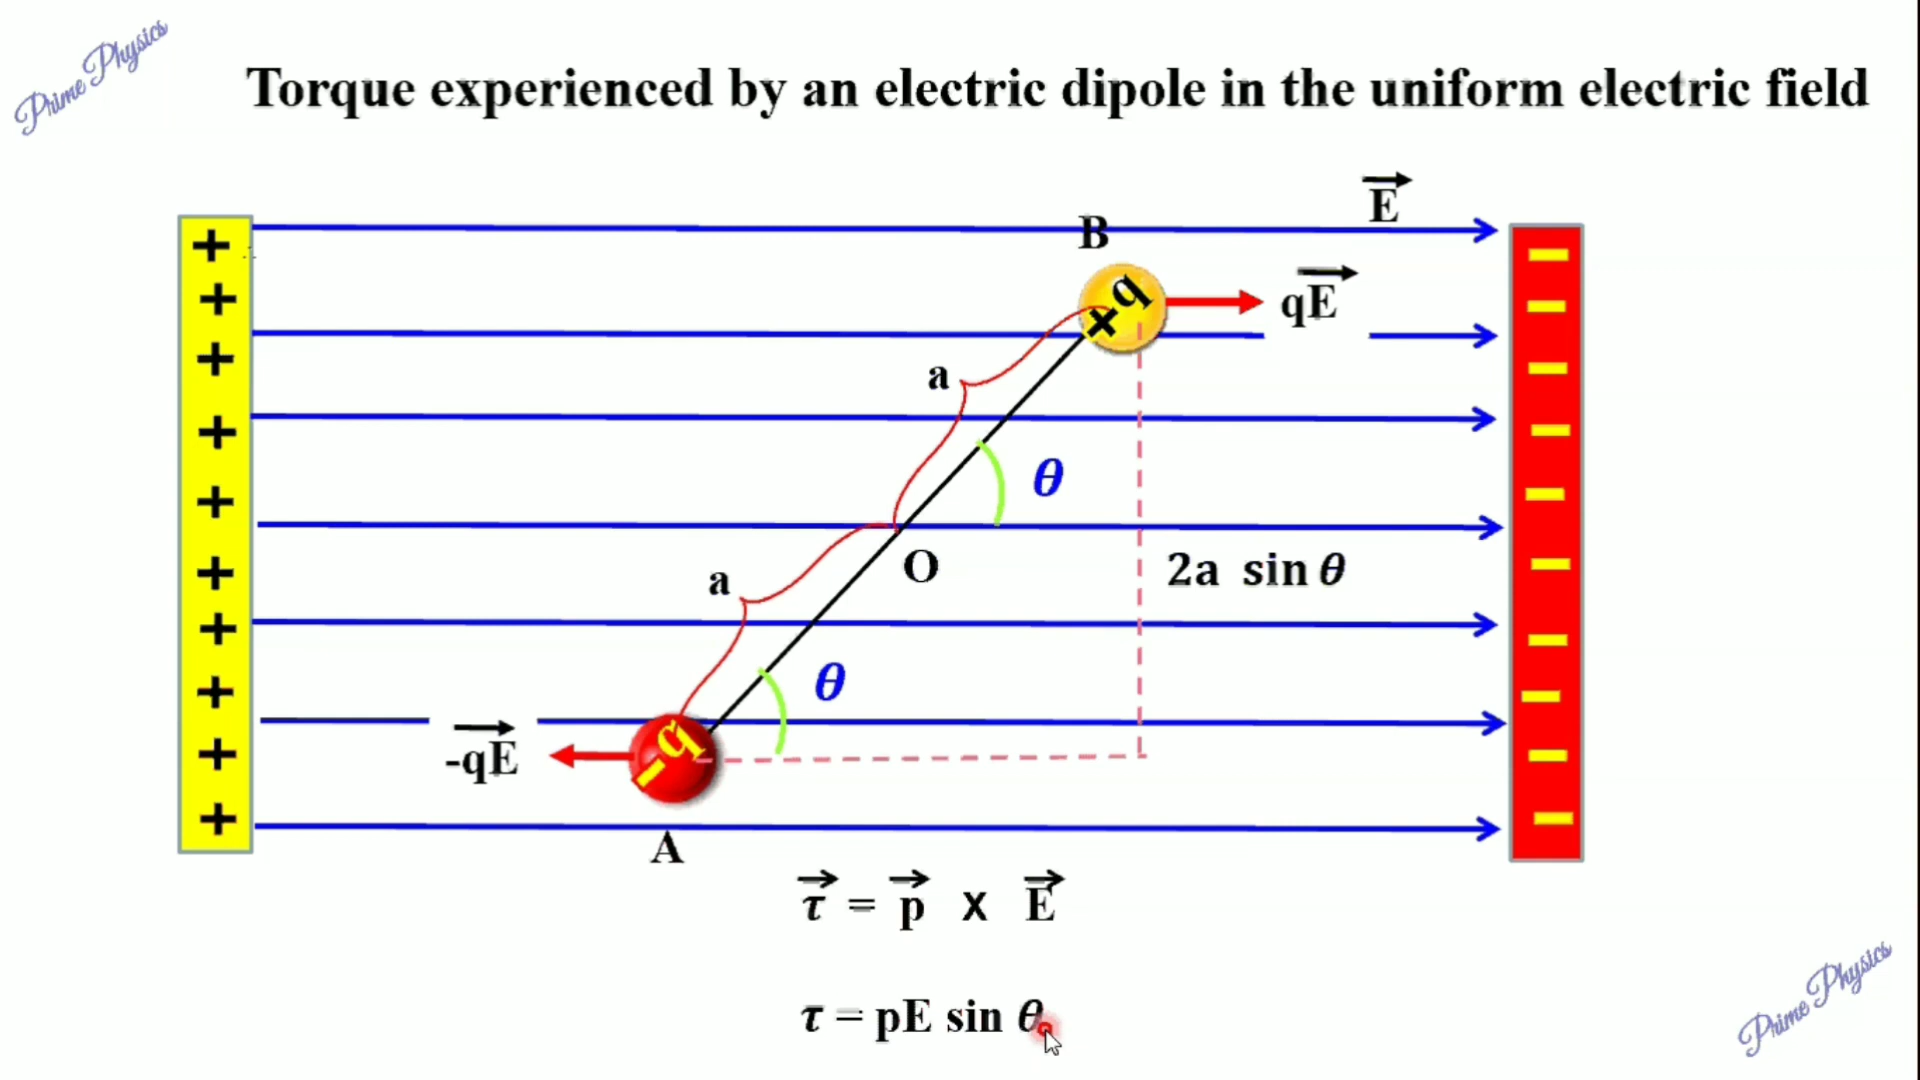 Prime Physics
Torque experienced by an electric dipole in the uniform electric field
E
B
+ q
qE
a
θ
O
2a sin θ
a
θ
-qE
– q
A
τ = p X E
Prime Physics
τ = pE sin θ